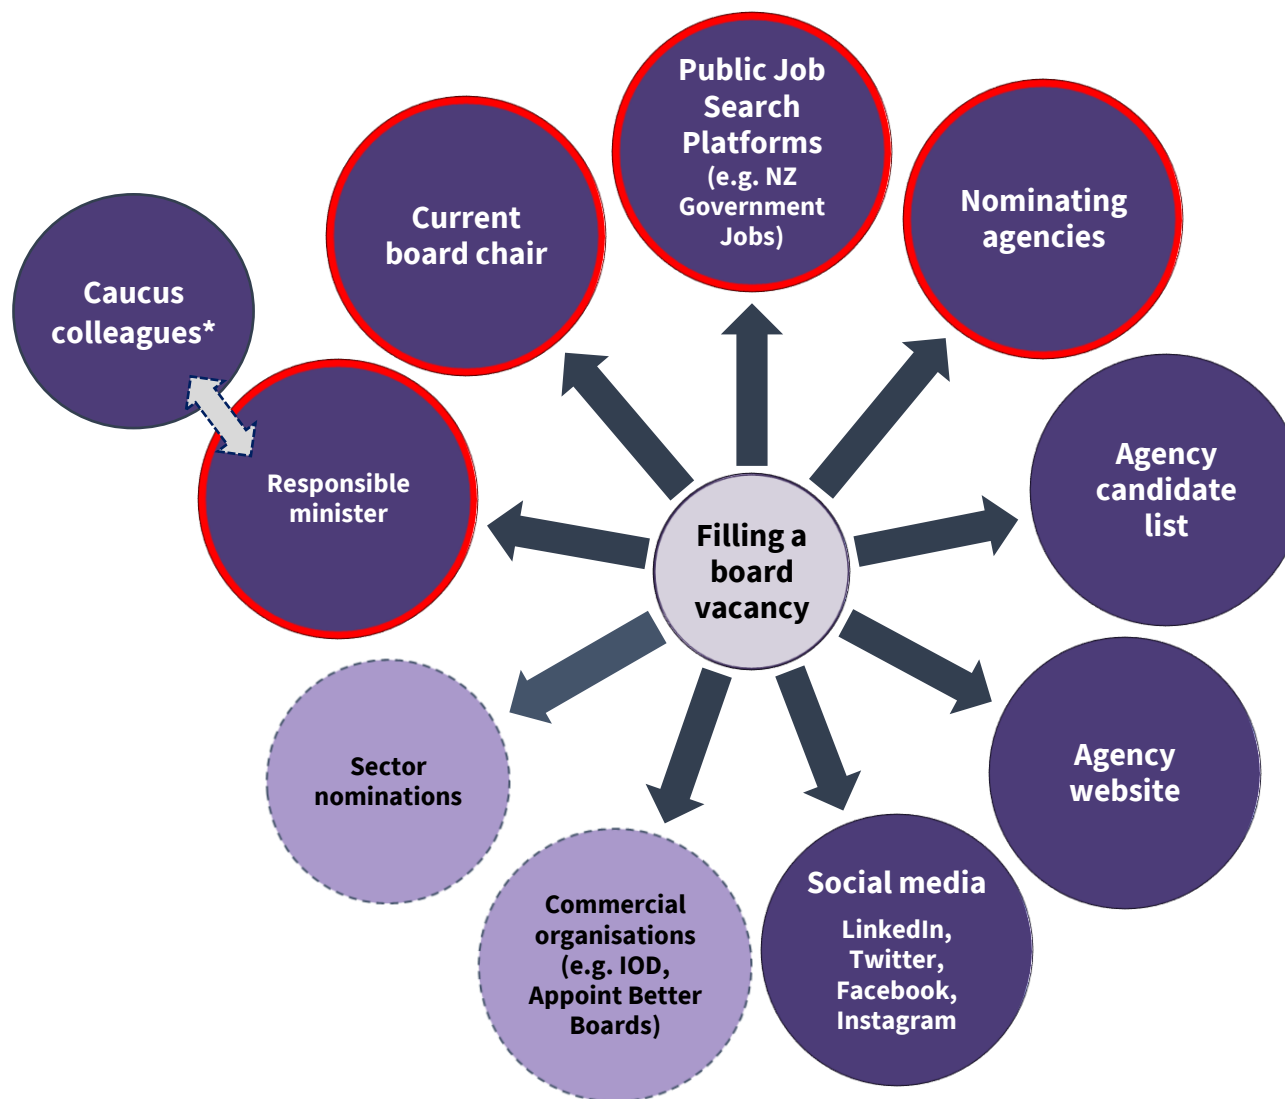 Public Job
Search
Platforms
(e.g. NZ
Government
Jobs)
Nominating
agencies
Current
board chair
Caucus
colleagues*
Responsible
minister
Agency
candidate
list
Filling a
board
vacancy
Agency
website
Sector
nominations
Social media
LinkedIn,
Twitter,
Facebook,
Instagram
Commercial
organisations
(e.g. IOD,
Appoint Better
Boards)